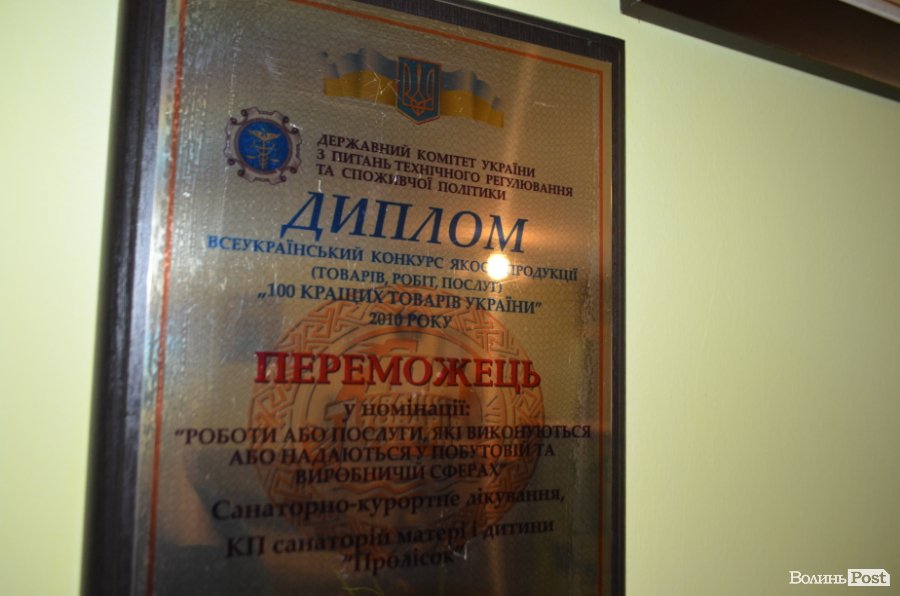 ДЕРЖАВНИЙ КОМІТЕТ УКРАЇНИ
З ПИТАНЬ ТЕХНІЧНОГО РЕГУЛЮВАННЯ
ТА СПОЖИВЧОЇ ПОЛІТИКИ
ДИПЛОМ
ВСЕУКРАЇНСЬКИЙ КОНКУРС ЯКОСТІ ПРОДУКЦІЇ
(ТОВАРІВ, РОБІТ, ПОСЛУГ)
„100 КРАЩИХ ТОВАРІВ УКРАЇНИ”
2010 РОКУ
ПЕРЕМОЖЕЦЬ
у номінації:
“РОБОТИ АБО ПОСЛУГИ, ЯКІ ВИКОНУЮТЬСЯ
АБО НАДАЮТЬСЯ У ПОБУТОВІЙ ТА
ВИРОБНИЧІЙ СФЕРАХ”
Санаторно-курортне лікування,
КП санаторій матері і дитини
“Пролісок”
Волинь Post